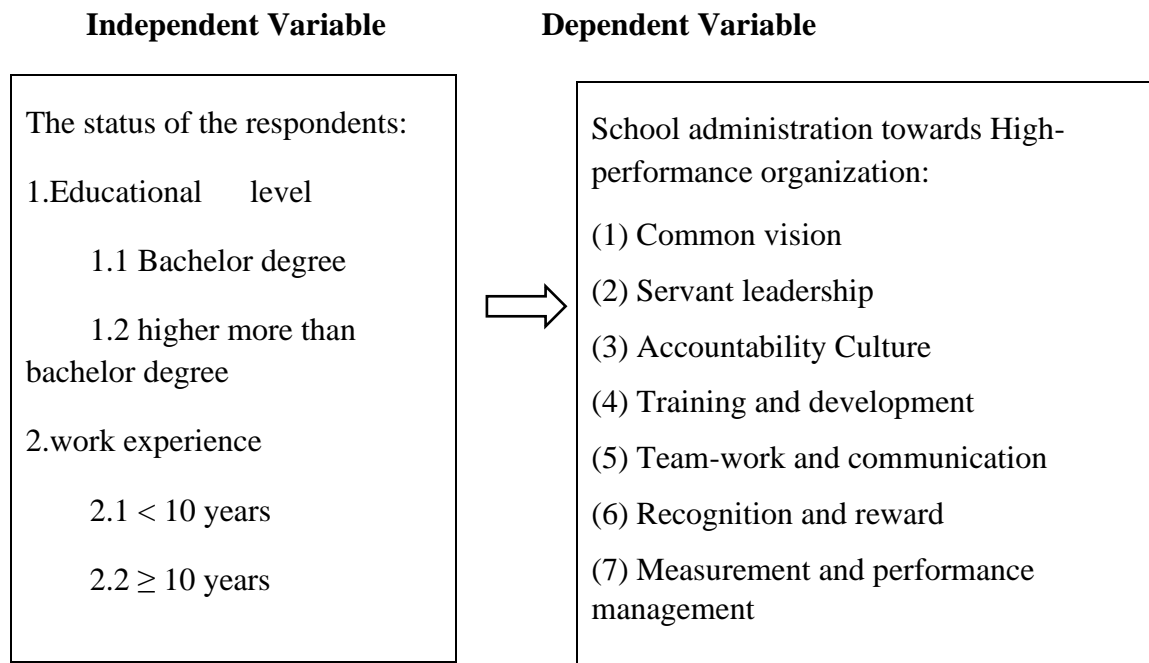 Independent Variable
Dependent Variable
The status of the respondents:
1.Educational level
1.1 Bachelor degree
1.2 higher more than
bachelor degree
2.work experience
2.1 < 10 years
2.2 ≥ 10 years
School administration towards High-
performance organization:
(1) Common vision
(2) Servant leadership
(3) Accountability Culture
(4) Training and development
(5) Team-work and communication
(6) Recognition and reward
(7) Measurement and performance
management